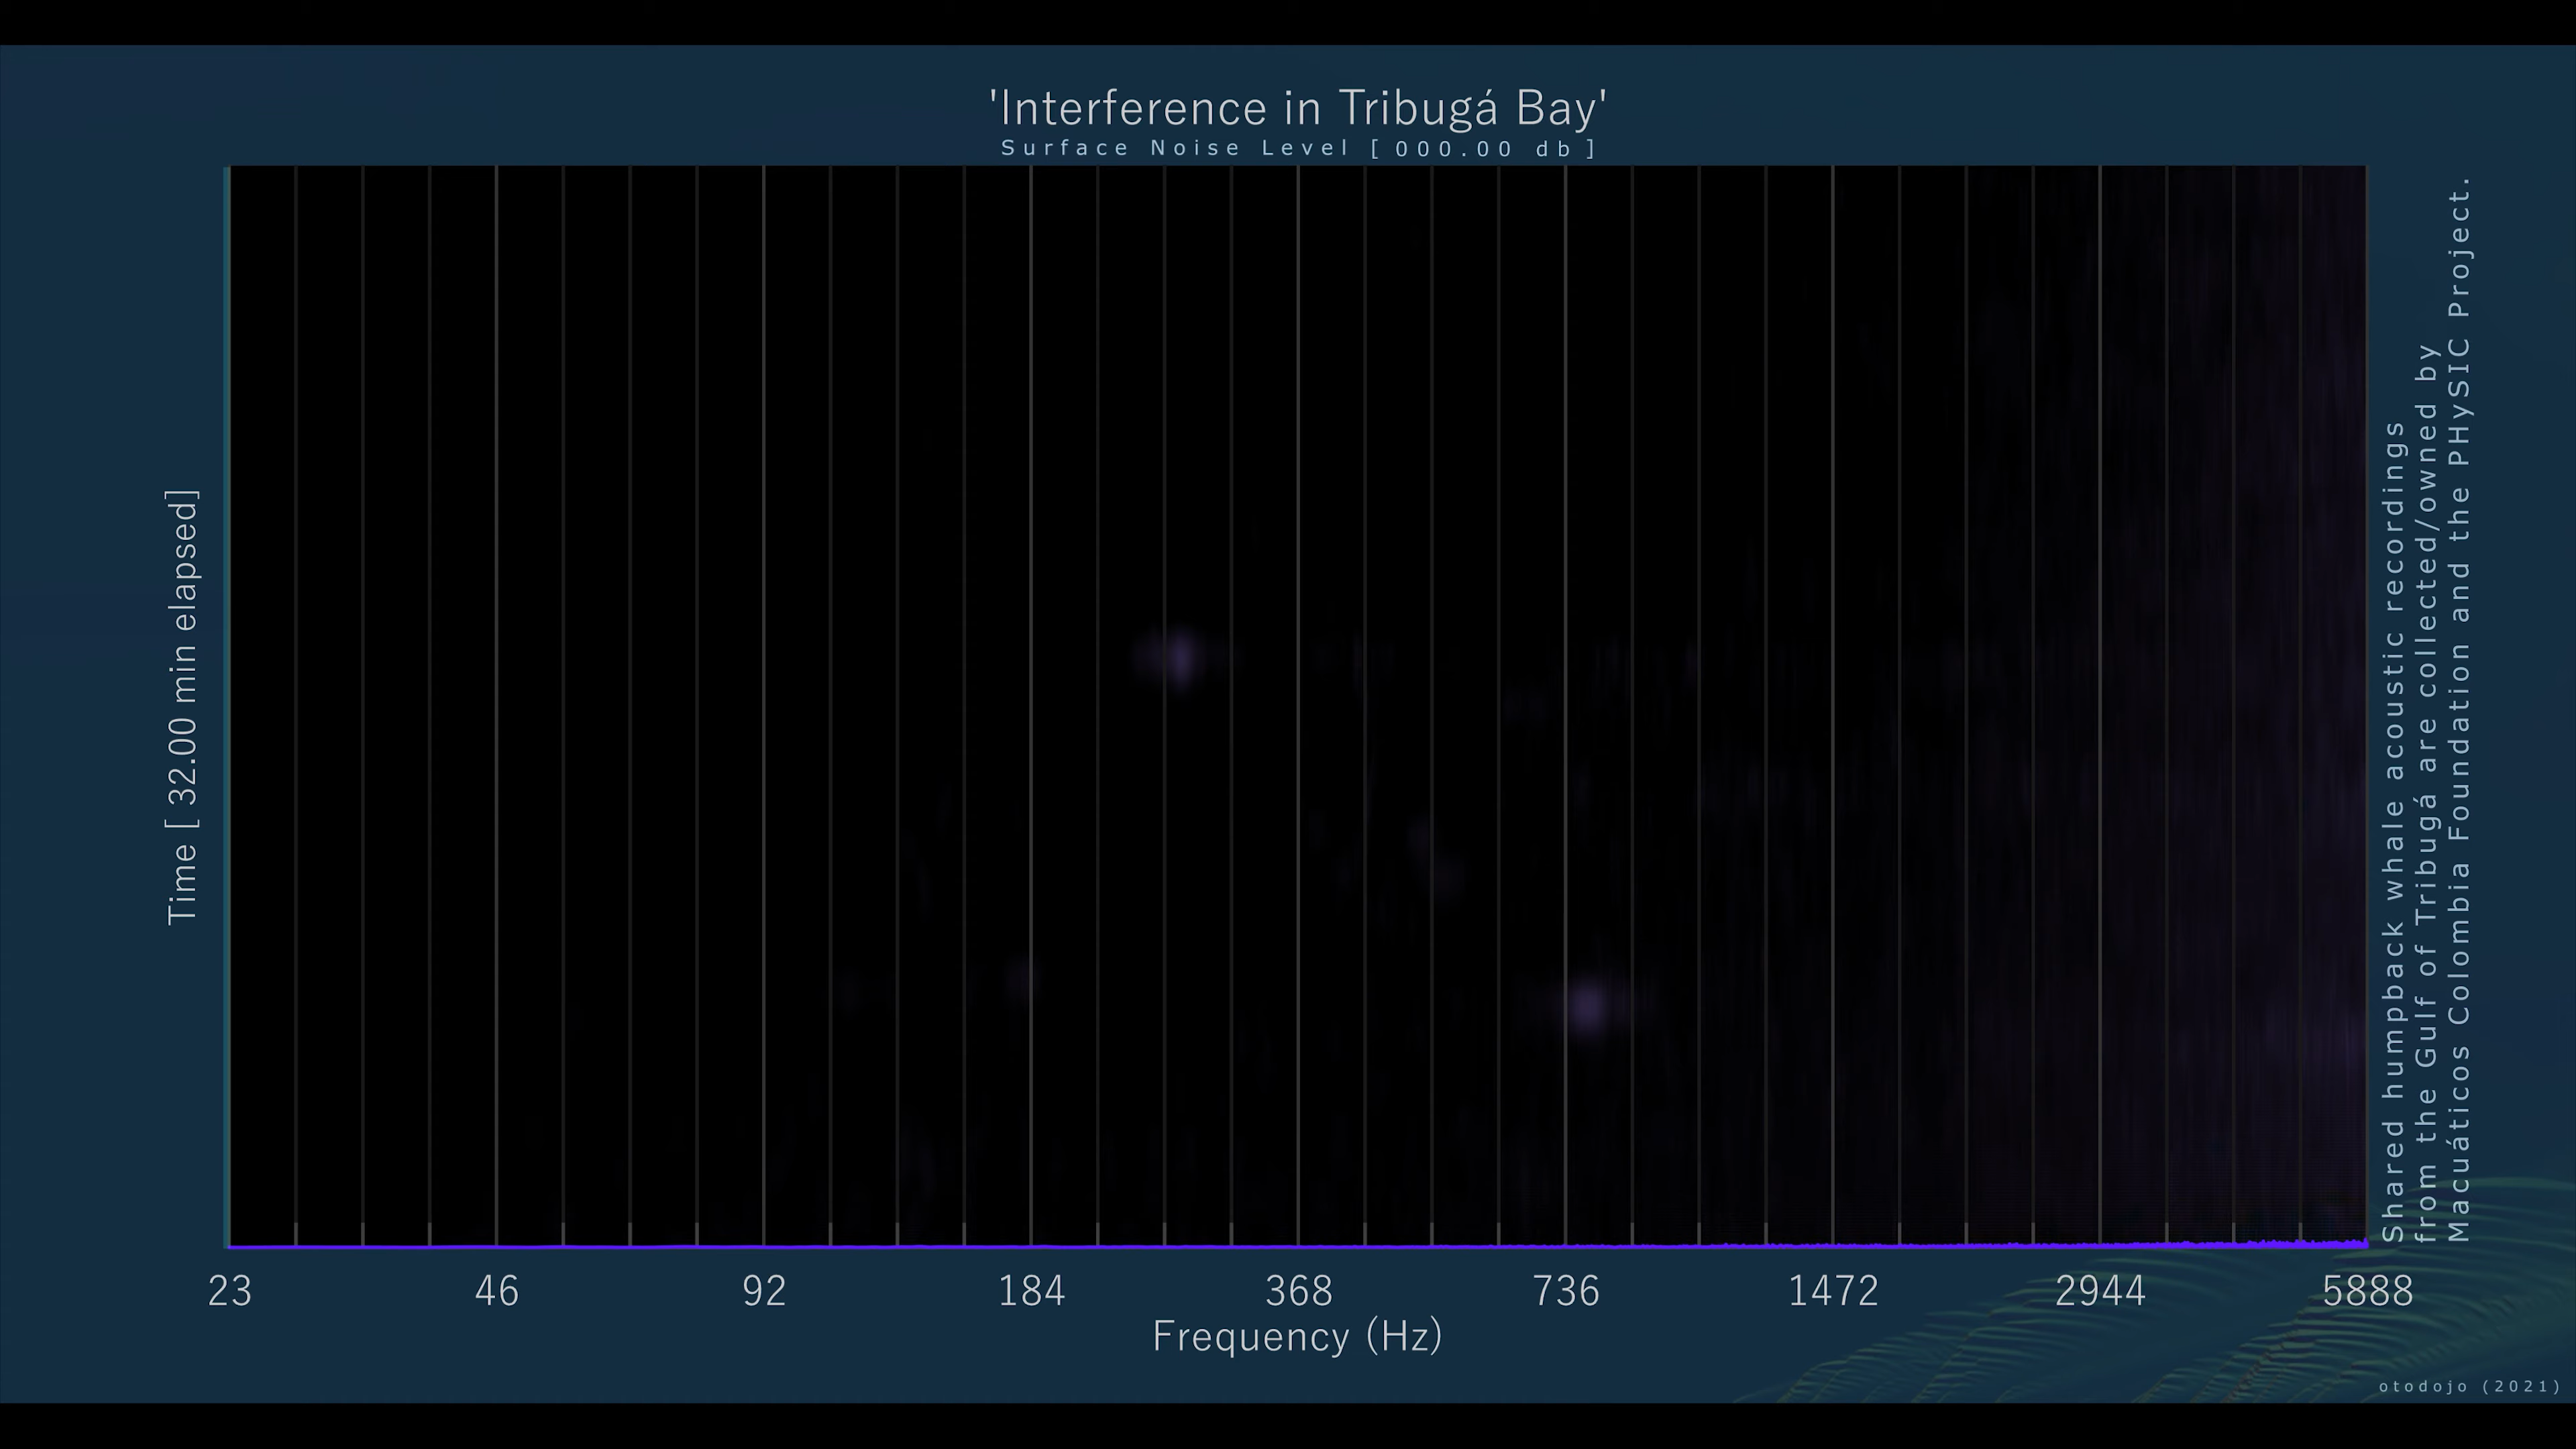 'Interference in Tribugá Bay'
Surface Noise Level [ 000.00 db ]
Time [ 32.00 min elapsed]
23 46 92 184 368 736 1472 2944 5888
Frequency (Hz)
Shared humpback whale acoustic recordings
from the Gulf of Tribugá are collected/owned by
Macuáticos Colombia Foundation and the PHySIC Project.
otodojo (2021)